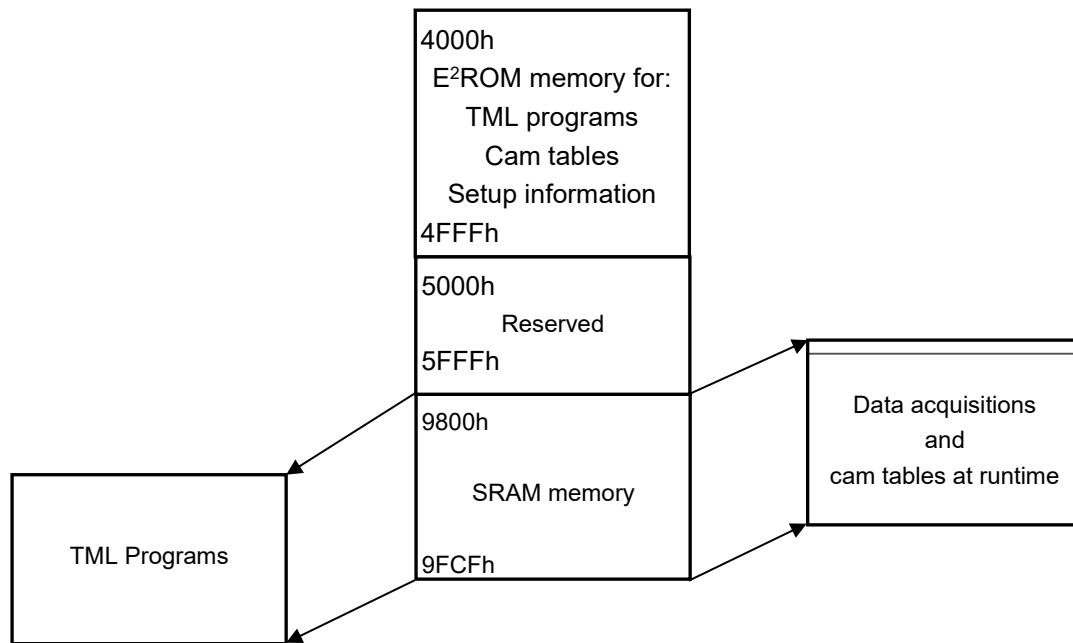 4000h
E²ROM memory for:
TML programs
Cam tables
Setup information
4FFFh
5000h
Reserved
5FFFh
9800h
SRAM memory
9FCFh
TML Programs
Data acquisitions
and
cam tables at runtime